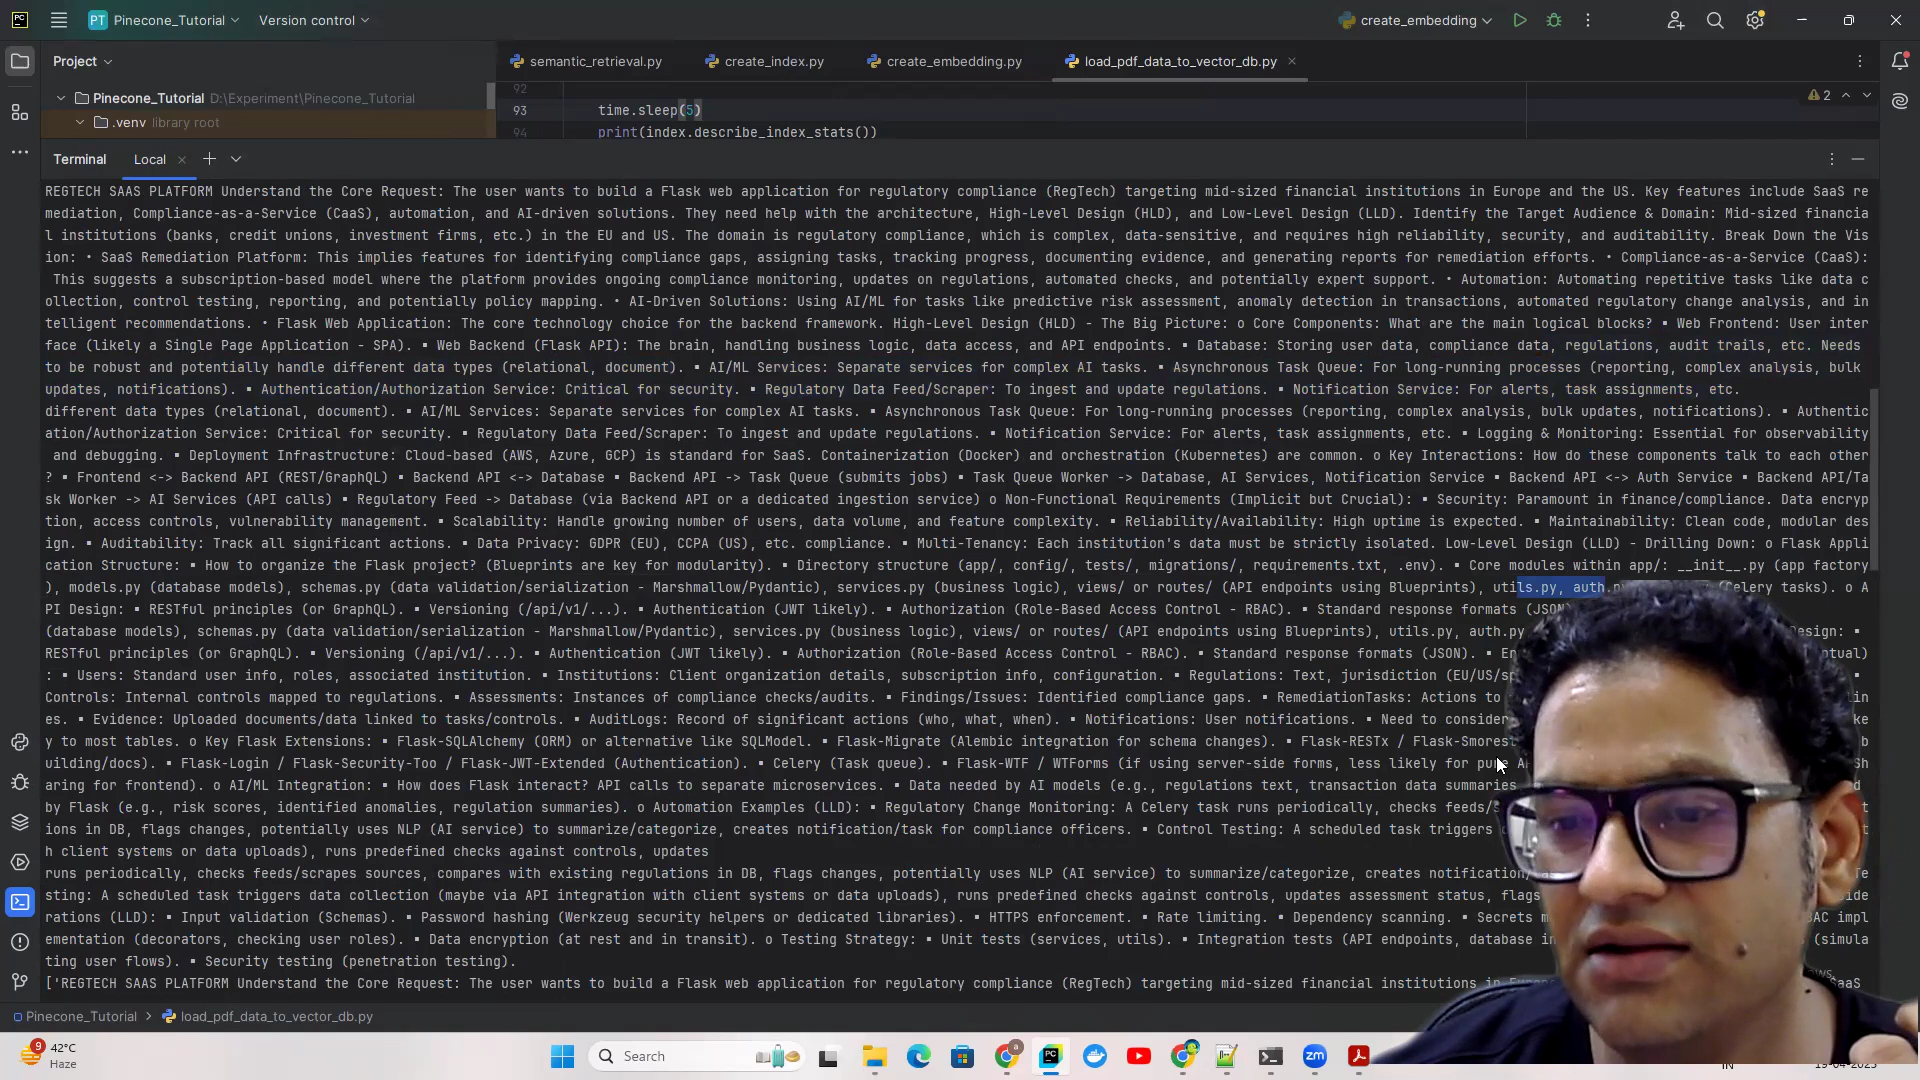 PC PT Pinecone_Tutorial Version control create_embedding
Project semantic_retrieval.py create_index.py create_embedding.py load_pdf_data_to_vector_db.py
92
Pinecone_Tutorial D:\Experiment\Pinecone_Tutorial 93 time.sleep(5) 2
.venv library root 94 print(index.describe_index_stats())
Terminal Local
REGTECH SAAS PLATFORM Understand the Core Request: The user wants to build a Flask web application for regulatory compliance (RegTech) targeting mid-sized financial institutions in Europe and the US. Key features include SaaS re
mediation, Compliance-as-a-Service (CaaS), automation, and AI-driven solutions. They need help with the architecture, High-Level Design (HLD), and Low-Level Design (LLD). Identify the Target Audience & Domain: Mid-sized financia
l institutions (banks, credit unions, investment firms, etc.) in the EU and US. The domain is regulatory compliance, which is complex, data-sensitive, and requires high reliability, security, and auditability. Break Down the Vis
ion: • SaaS Remediation Platform: This implies features for identifying compliance gaps, assigning tasks, tracking progress, documenting evidence, and generating reports for remediation efforts. • Compliance-as-a-Service (CaaS):
This suggests a subscription-based model where the platform provides ongoing compliance monitoring, updates on regulations, automated checks, and potentially expert support. • Automation: Automating repetitive tasks like data c
ollection, control testing, reporting, and potentially policy mapping. • AI-Driven Solutions: Using AI/ML for tasks like predictive risk assessment, anomaly detection in transactions, automated regulatory change analysis, and in
telligent recommendations. • Flask Web Application: The core technology choice for the backend framework. High-Level Design (HLD) - The Big Picture: o Core Components: What are the main logical blocks? ▪ Web Frontend: User inter
face (likely a Single Page Application - SPA). ▪ Web Backend (Flask API): The brain, handling business logic, data access, and API endpoints. ▪ Database: Storing user data, compliance data, regulations, audit trails, etc. Needs
to be robust and potentially handle different data types (relational, document). ▪ AI/ML Services: Separate services for complex AI tasks. ▪ Asynchronous Task Queue: For long-running processes (reporting, complex analysis, bulk
updates, notifications). ▪ Authentication/Authorization Service: Critical for security. ▪ Regulatory Data Feed/Scraper: To ingest and update regulations. ▪ Notification Service: For alerts, task assignments, etc.
different data types (relational, document). ▪ AI/ML Services: Separate services for complex AI tasks. ▪ Asynchronous Task Queue: For long-running processes (reporting, complex analysis, bulk updates, notifications). ▪ Authentic
ation/Authorization Service: Critical for security. ▪ Regulatory Data Feed/Scraper: To ingest and update regulations. ▪ Notification Service: For alerts, task assignments, etc. ▪ Logging & Monitoring: Essential for observability
and debugging. ▪ Deployment Infrastructure: Cloud-based (AWS, Azure, GCP) is standard for SaaS. Containerization (Docker) and orchestration (Kubernetes) are common. o Key Interactions: How do these components talk to each other
? ▪ Frontend <-> Backend API (REST/GraphQL) ▪ Backend API <-> Database ▪ Backend API -> Task Queue (submits jobs) ▪ Task Queue Worker -> Database, AI Services, Notification Service ▪ Backend API <-> Auth Service ▪ Backend API/Ta
sk Worker -> AI Services (API calls) ▪ Regulatory Feed -> Database (via Backend API or a dedicated ingestion service) o Non-Functional Requirements (Implicit but Crucial): ▪ Security: Paramount in finance/compliance. Data encryp
tion, access controls, vulnerability management. ▪ Scalability: Handle growing number of users, data volume, and feature complexity. ▪ Reliability/Availability: High uptime is expected. ▪ Maintainability: Clean code, modular des
ign. ▪ Auditability: Track all significant actions. ▪ Data Privacy: GDPR (EU), CCPA (US), etc. compliance. ▪ Multi-Tenancy: Each institution's data must be strictly isolated. Low-Level Design (LLD) - Drilling Down: o Flask Appli
cation Structure: ▪ How to organize the Flask project? (Blueprints are key for modularity). ▪ Directory structure (app/, config/, tests/, migrations/, requirements.txt, .env). ▪ Core modules within app/: __init__.py (app factory
), models.py (database models), schemas.py (data validation/serialization - Marshmallow/Pydantic), services.py (business logic), views/ or routes/ (API endpoints using Blueprints), utils.py, auth. (Celery tasks). o A
PI Design: ▪ RESTful principles (or GraphQL). ▪ Versioning (/api/v1/...). ▪ Authentication (JWT likely). ▪ Authorization (Role-Based Access Control - RBAC). ▪ Standard response formats (JSON)
(database models), schemas.py (data validation/serialization - Marshmallow/Pydantic), services.py (business logic), views/ or routes/ (API endpoints using Blueprints), utils.py, auth.py esign: ▪
RESTful principles (or GraphQL). ▪ Versioning (/api/v1/...). ▪ Authentication (JWT likely). ▪ Authorization (Role-Based Access Control - RBAC). ▪ Standard response formats (JSON). ▪ ptual)
: ▪ Users: Standard user info, roles, associated institution. ▪ Institutions: Client organization details, subscription info, configuration. ▪ Regulations: Text, jurisdiction (EU/US/
Controls: Internal controls mapped to regulations. ▪ Assessments: Instances of compliance checks/audits. ▪ Findings/Issues: Identified compliance gaps. ▪ RemediationTasks: Actions to in
es. ▪ Evidence: Uploaded documents/data linked to tasks/controls. ▪ AuditLogs: Record of significant actions (who, what, when). ▪ Notifications: User notifications. ▪ Need to consider ke
y to most tables. o Key Flask Extensions: ▪ Flask-SQLAlchemy (ORM) or alternative like SQLModel. ▪ Flask-Migrate (Alembic integration for schema changes). ▪ Flask-RESTx / Flask-Smorest b
uilding/docs). ▪ Flask-Login / Flask-Security-Too / Flask-JWT-Extended (Authentication). ▪ Celery (Task queue). ▪ Flask-WTF / WTForms (if using server-side forms, less likely for pure Sh
aring for frontend). o AI/ML Integration: ▪ How does Flask interact? API calls to separate microservices. ▪ Data needed by AI models (e.g., regulations text, transaction data summaries
by Flask (e.g., risk scores, identified anomalies, regulation summaries). o Automation Examples (LLD): ▪ Regulatory Change Monitoring: A Celery task runs periodically, checks feeds/
ions in DB, flags changes, potentially uses NLP (AI service) to summarize/categorize, creates notification/task for compliance officers. ▪ Control Testing: A scheduled task triggers
h client systems or data uploads), runs predefined checks against controls, updates
runs periodically, checks feeds/scrapes sources, compares with existing regulations in DB, flags changes, potentially uses NLP (AI service) to summarize/categorize, creates notification/
sting: A scheduled task triggers data collection (maybe via API integration with client systems or data uploads), runs predefined checks against controls, updates assessment status, flags side
rations (LLD): ▪ Input validation (Schemas). ▪ Password hashing (Werkzeug security helpers or dedicated libraries). ▪ HTTPS enforcement. ▪ Rate limiting. ▪ Dependency scanning. ▪ Secrets BAC impl
ementation (decorators, checking user roles). ▪ Data encryption (at rest and in transit). o Testing Strategy: ▪ Unit tests (services, utils). ▪ Integration tests (API endpoints, database in (simula
ting user flows). ▪ Security testing (penetration testing).
['REGTECH SAAS PLATFORM Understand the Core Request: The user wants to build a Flask web application for regulatory compliance (RegTech) targeting mid-sized financial institutions in SaaS
Pinecone_Tutorial > load_pdf_data_to_vector_db.py
9 42°C
Haze
Search
zm
IN